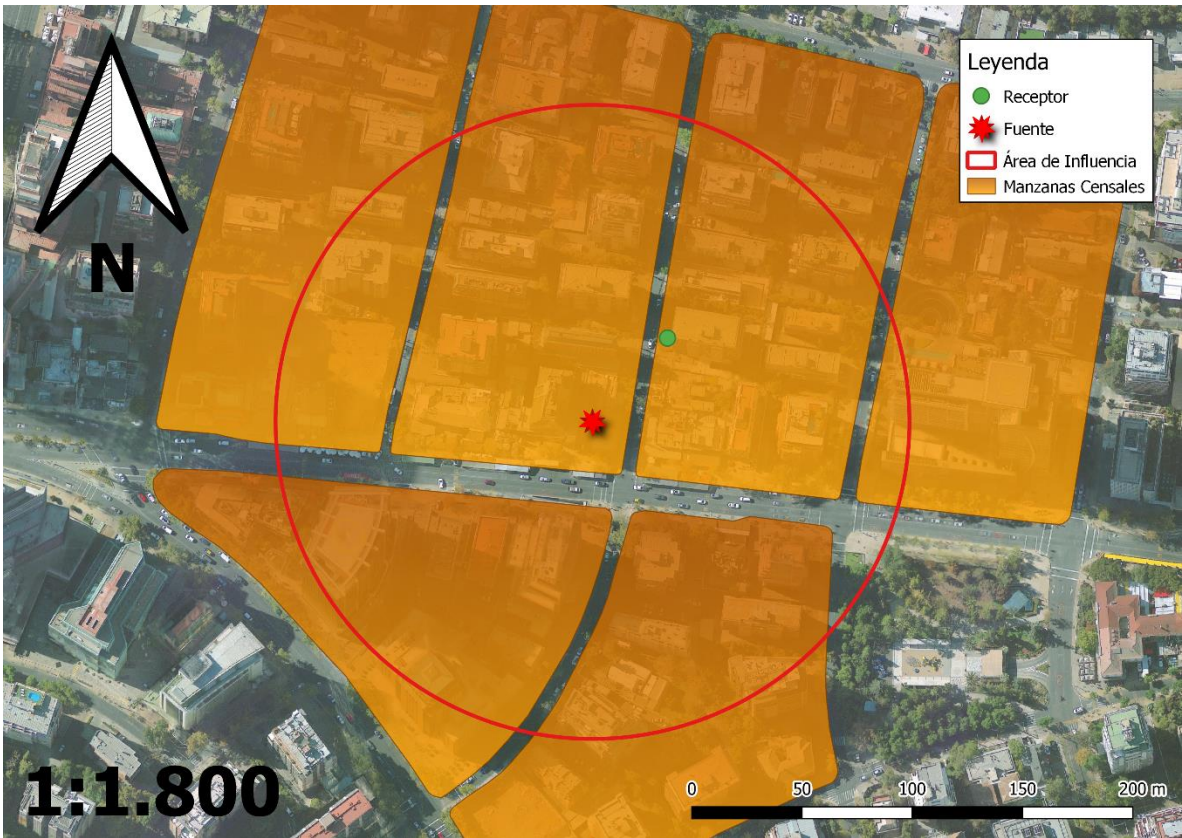 Leyenda
Receptor
Fuente
Área de Influencia
Manzanas Censales
N
1:1.800
0 50 100 150 200 m